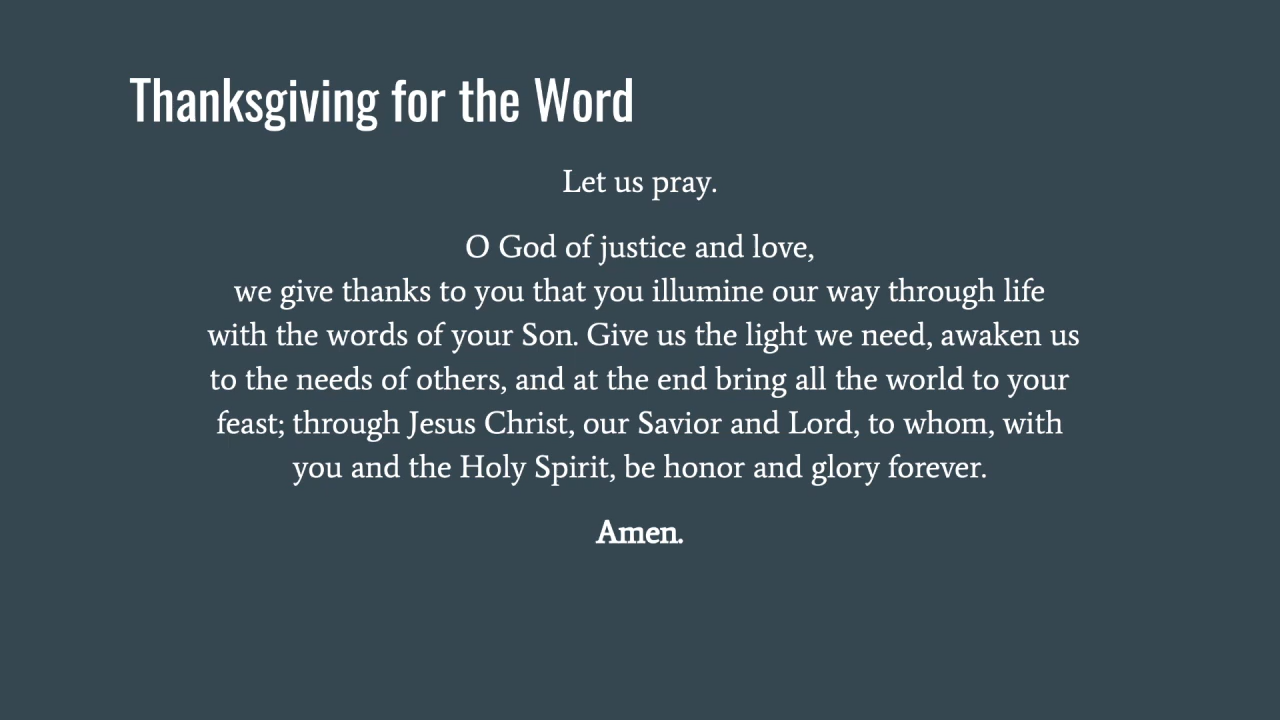 Thanksgiving for the Word
Let us pray.
O God of justice and love,
we give thanks to you that you illumine our way through life
with the words of your Son. Give us the light we need, awaken us
to the needs of others, and at the end bring all the world to your
feast; through Jesus Christ, our Savior and Lord, to whom, with
you and the Holy Spirit, be honor and glory forever.
Amen.